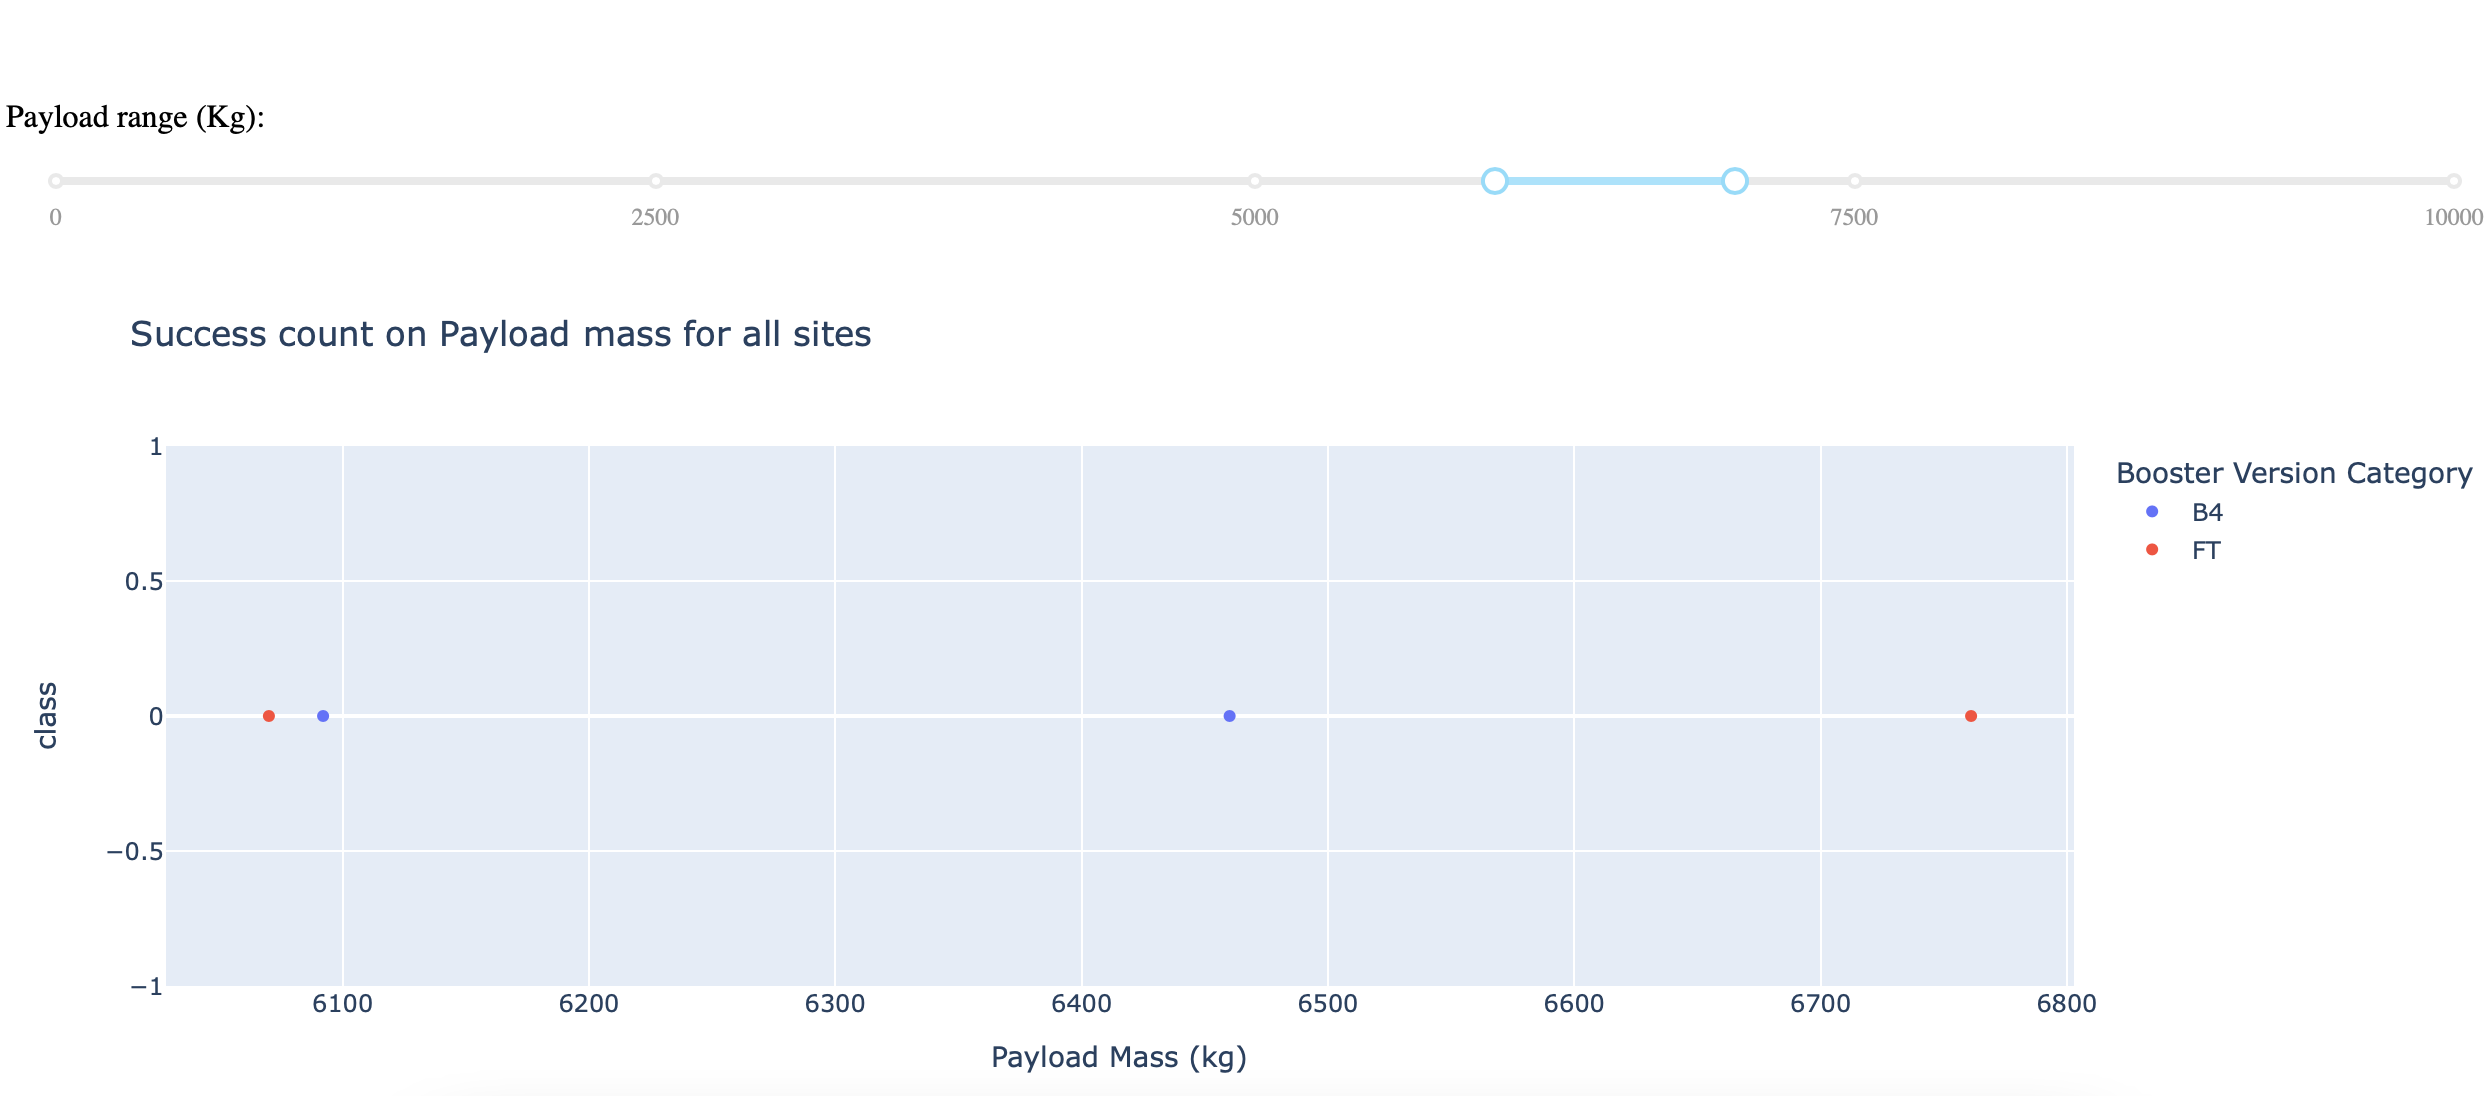 Payload range (Kg):
0 2500 5000 7500 10000
Success count on Payload mass for all sites
1
Booster Version Category
B4
FT
0.5
class
0
−0.5
−1
6100 6200 6300 6400 6500 6600 6700 6800
Payload Mass (kg)